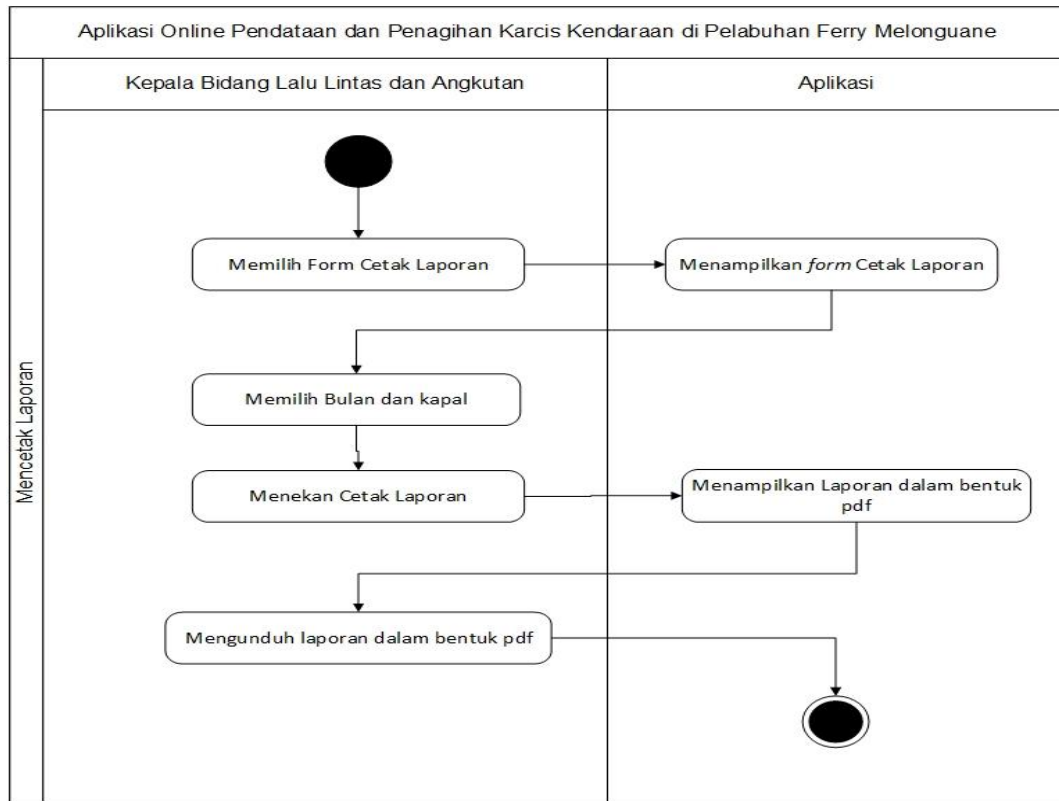 Aplikasi Online Pendataan dan Penagihan Karcis Kendaraan di Pelabuhan Ferry Melonguane
Kepala Bidang Lalu Lintas dan Angkutan
Aplikasi
Mencetak Laporan
Memilih Form Cetak Laporan
Menampilkan form Cetak Laporan
Memilih Bulan dan kapal
Menekan Cetak Laporan
Menampilkan Laporan dalam bentuk
pdf
Mengunduh laporan dalam bentuk pdf